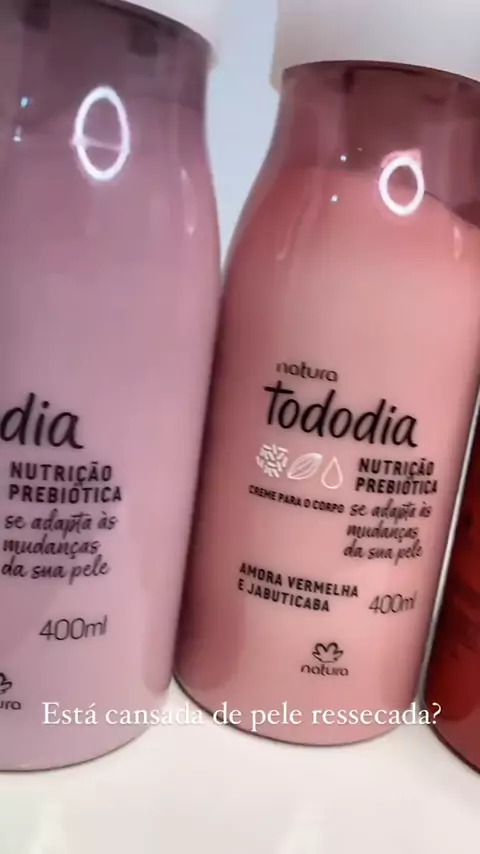 dia
NUTRIÇÃO
PREBIÓTICA
se adapta às
mudanças
da sua pele
400ml
ura
natura
Tododia
NUTRIÇÃO
PREBIÓTICA
CREME PARA O CORPO
se adapta às
mudanças
da sua pele
AMORA VERMELHA
E JABUTICABA
400ml
natura
Está cansada de pele ressecada?